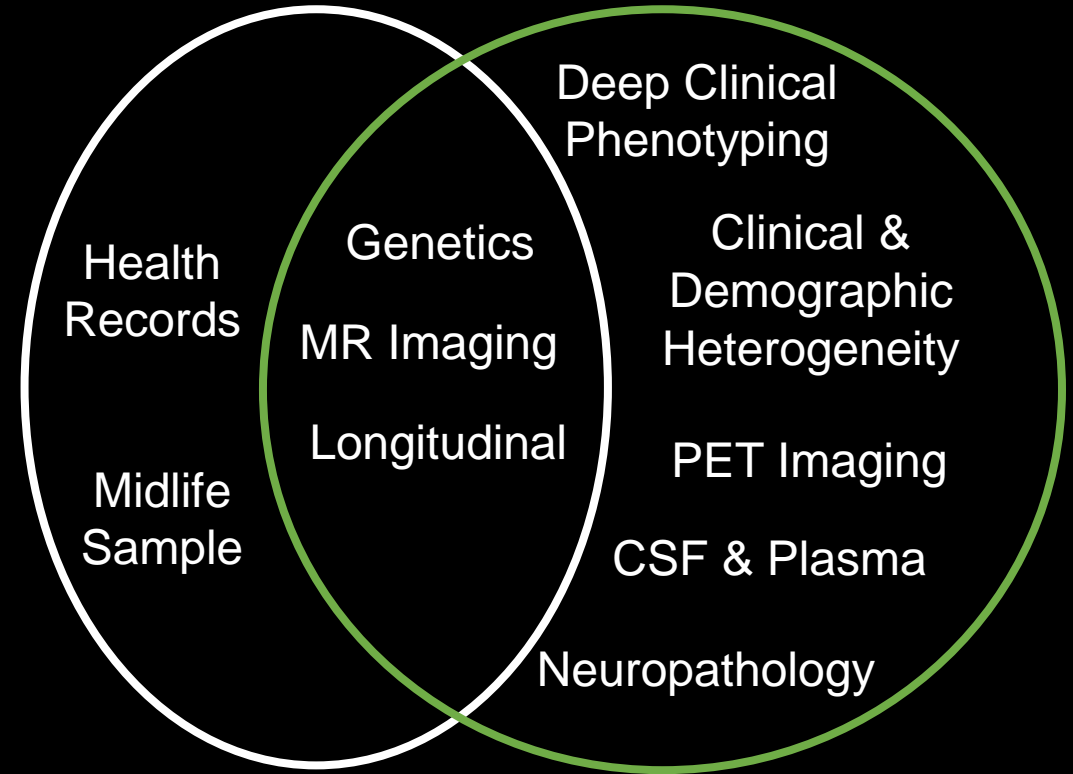 Health
Records
Midlife
Sample
Genetics
MR Imaging
Longitudinal
Deep Clinical
Phenotyping
Clinical &
Demographic
Heterogeneity
PET Imaging
CSF & Plasma
Neuropathology